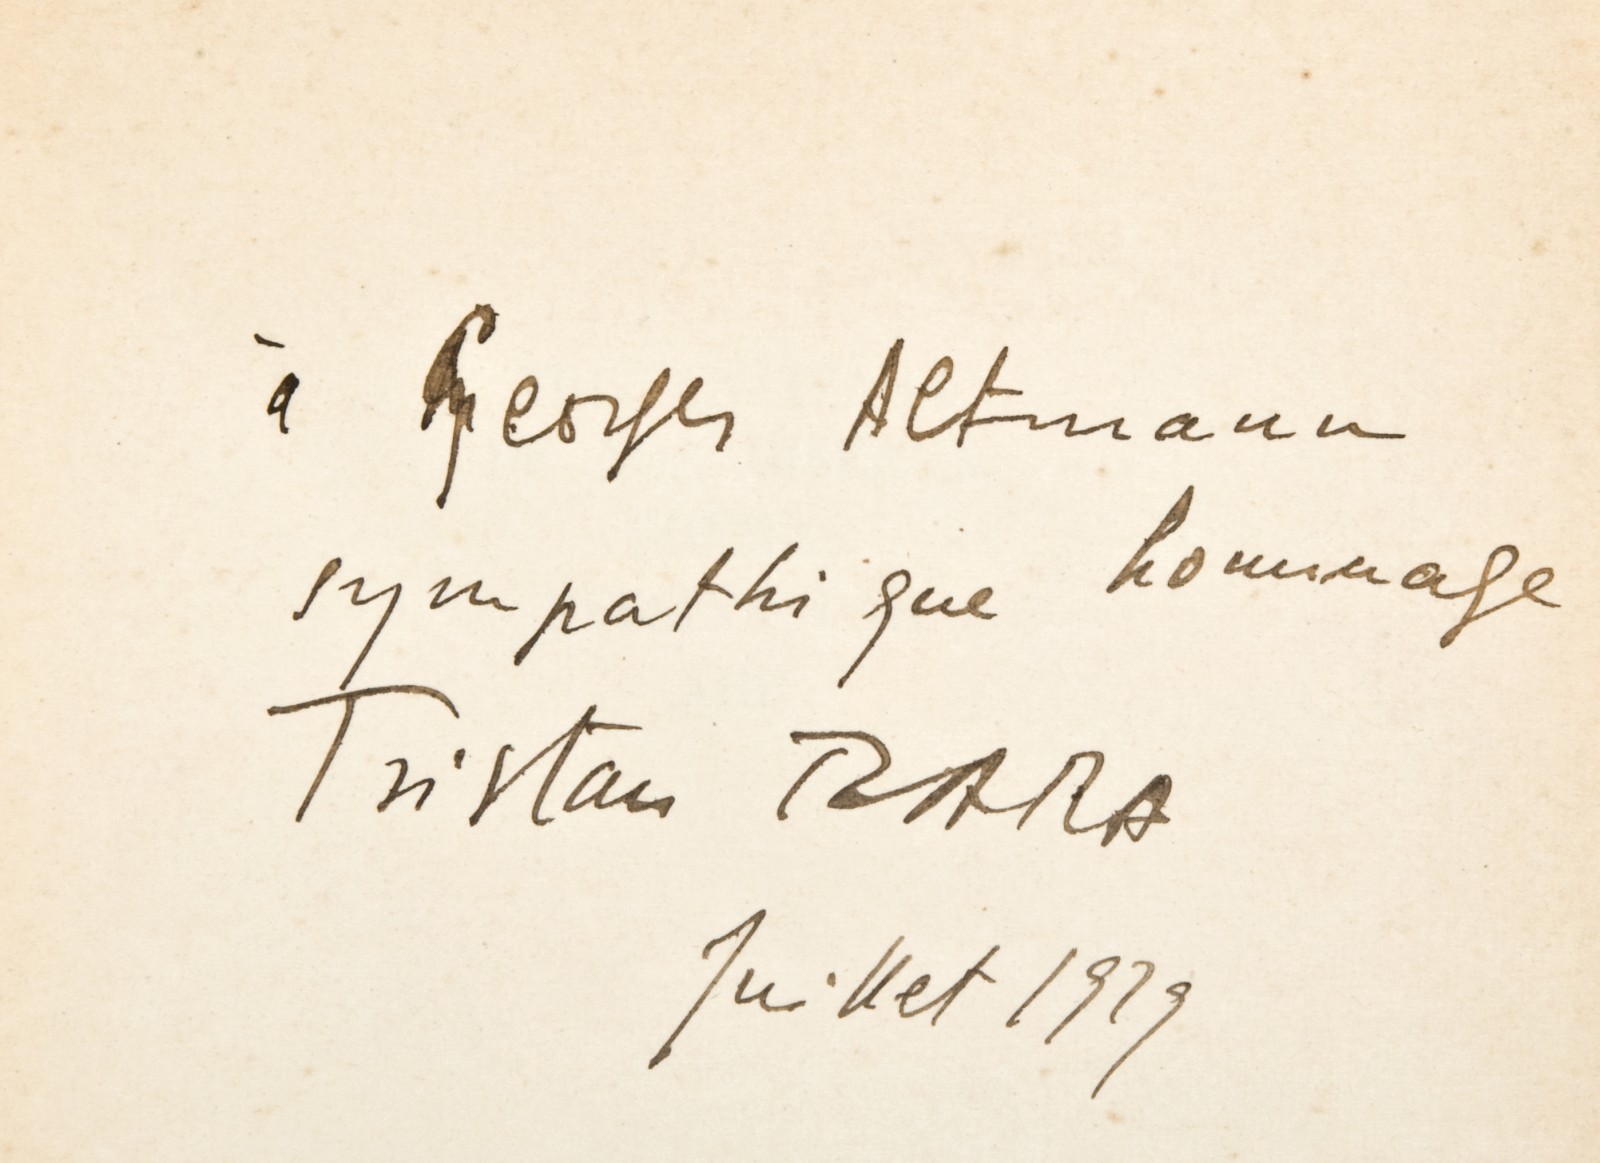 à Georges Altmann
sympathique hommage
Tristan TZARA
Juillet 1929